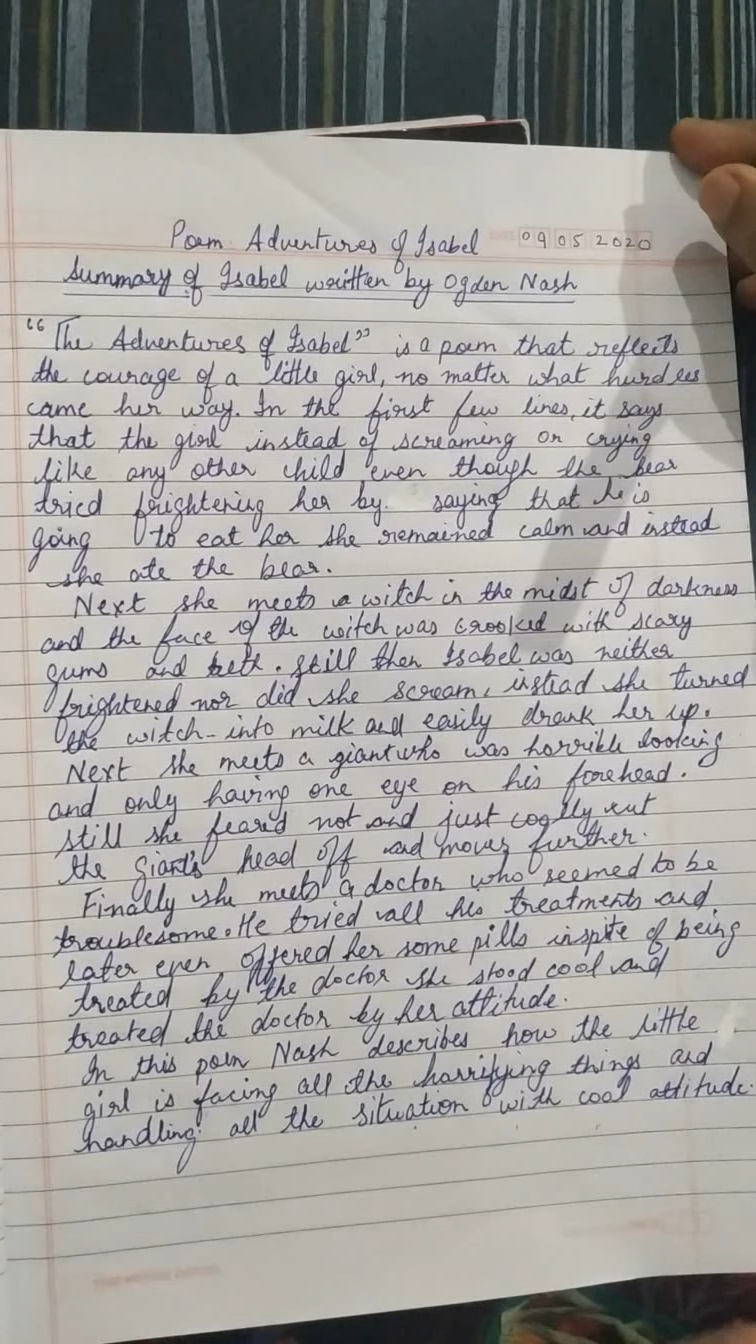 Poem Adventures of Isabel 09052020
Summary of Isabel written by Ogden Nash
"The Adventures of Isabel" is a poem that reflects
the courage of a little girl, no matter what hurdles
came her way. In the first few lines, it says
that the girl instead of screaming or crying
like any other child even though the bear
tried frightening her by saying that he is
going to eat her she remained calm and instead
she ate the bear.
Next she meets a witch in the midst of darkness
and the face of the witch was crooked with scary
gums and teeth. Still then Isabel was neither
frightened nor did she scream, instead she turned
the witch into milk and easily drank her up.
Next she meets a giant who was horrible looking
and only having one eye on his forehead.
Still she feared not and just coolly cut
the giant's head off and moves further.
Finally she meets a doctor who seemed to be
troublesome. He tried all his treatments and
later even offered her some pills inspite of being
treated by the doctor she stood cool and
treated the doctor by her attitude.
In this poem Nash describes how the little
girl is facing all the horrifying things and
handling all the situation with cool attitude.